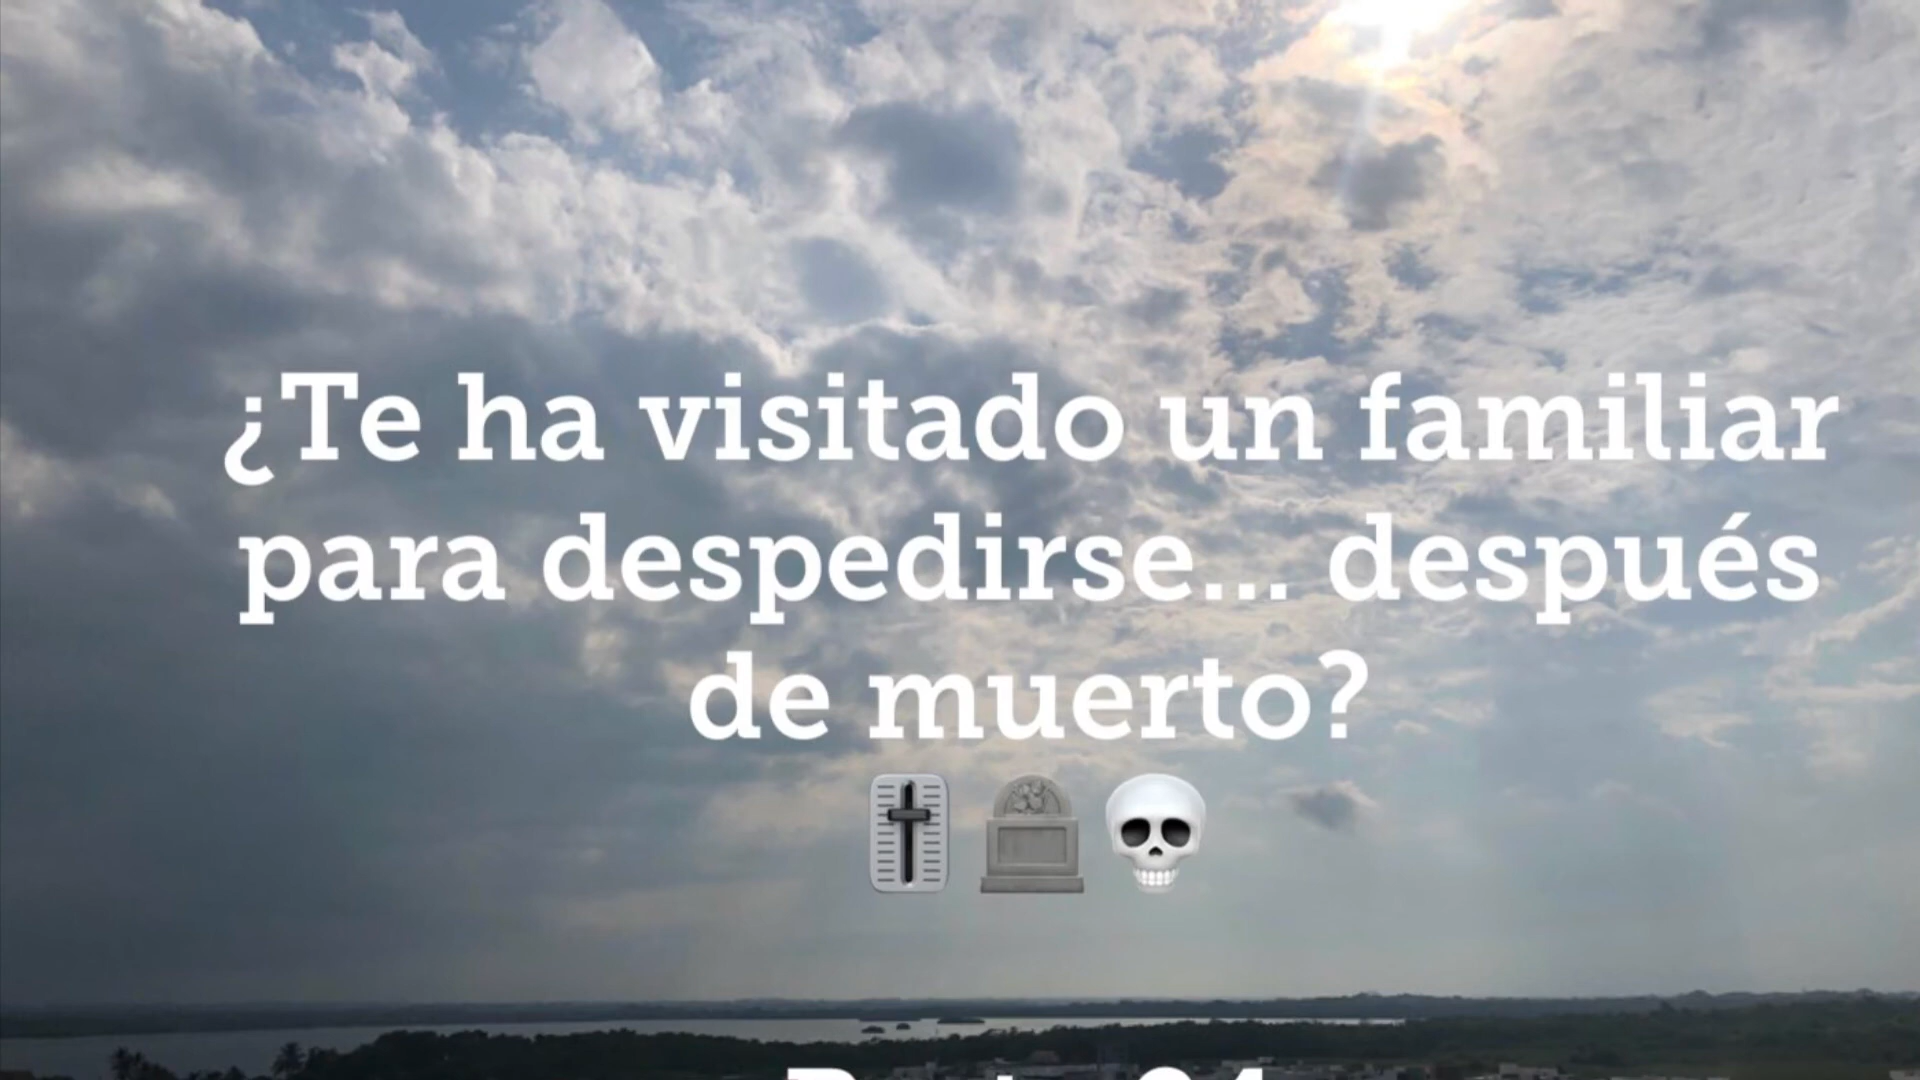 ¿Te ha visitado un familiar
para despedirse... después
de muerto?